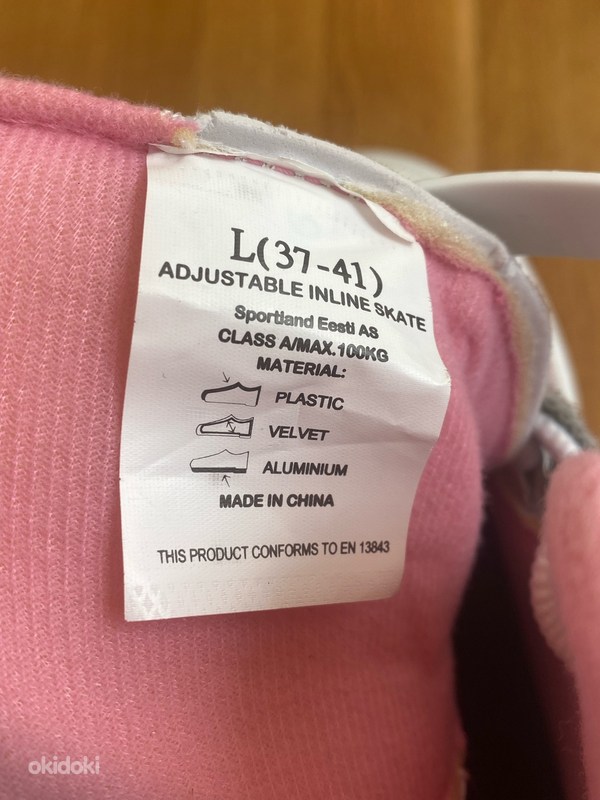 L(37-41)
ADJUSTABLE INLINE SKATE
Sportland Eesti AS
CLASS A/MAX.100KG
MATERIAL:
PLASTIC
VELVET
ALUMINIUM
MADE IN CHINA
THIS PRODUCT CONFORMS TO EN 13843
okidoki